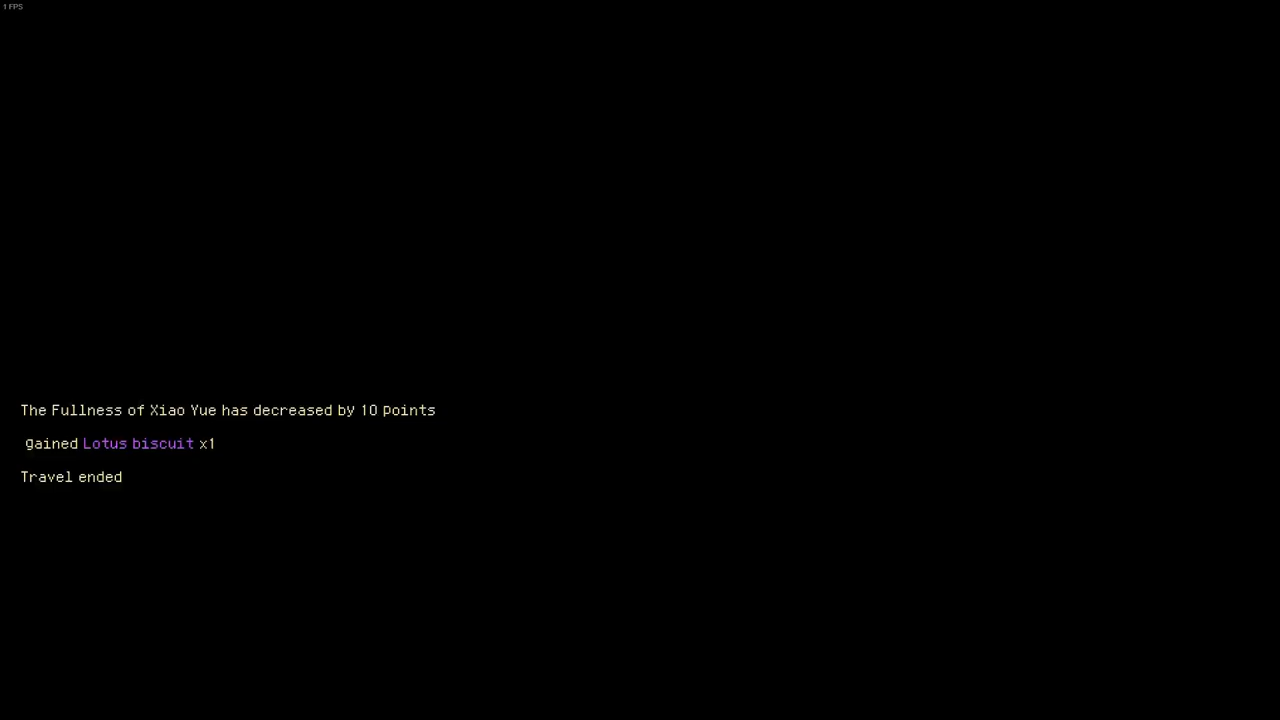 1 FPS
The Fullness of Xiao Yue has decreased by 10 points
gained Lotus biscuit x1
Travel ended